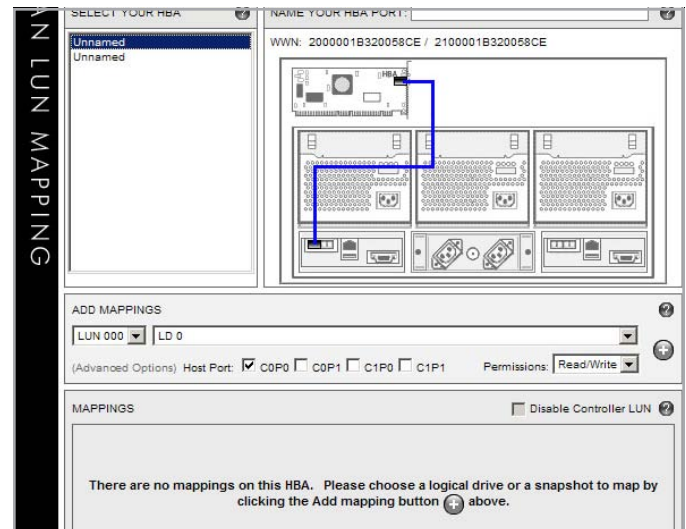 SAN LUN MAPPING
SELECT YOUR HBA
NAME YOUR HBA PORT:
Unnamed
Unnamed
WWN: 2000001B320058CE / 2100001B320058CE
HBA
ADD MAPPINGS
LUN 000
LD 0
(Advanced Options) Host Port: C0P0 C0P1 C1P0 C1P1 Permissions: Read/Write
MAPPINGS
Disable Controller LUN
There are no mappings on this HBA. Please choose a logical drive or a snapshot to map by
clicking the Add mapping button above.